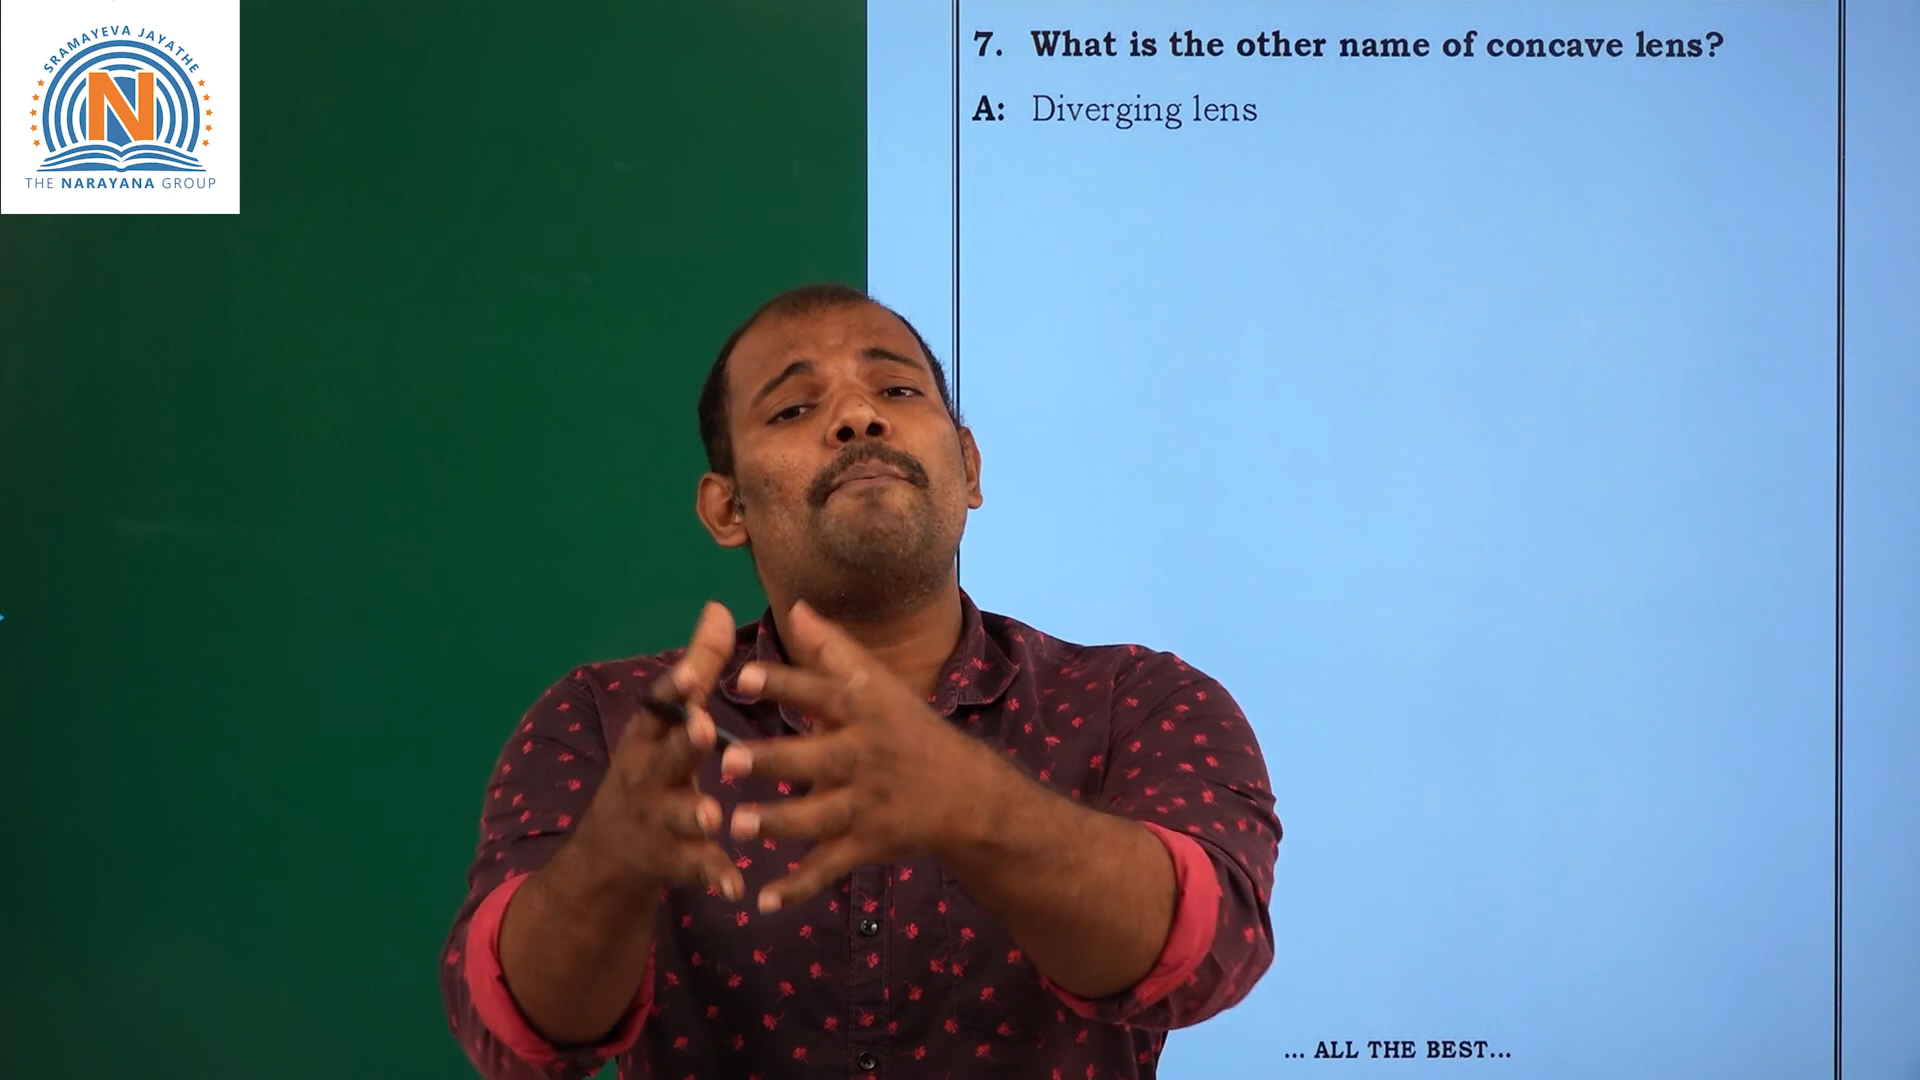 SRAMAYEVA JAYATHE
N
THE NARAYANA GROUP
7. What is the other name of concave lens?
A: Diverging lens
... ALL THE BEST...